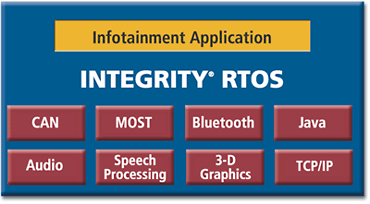 Infotainment Application
INTEGRITY® RTOS
CAN
MOST
Bluetooth
Java
Audio
Speech
Processing
3-D
Graphics
TCP/IP